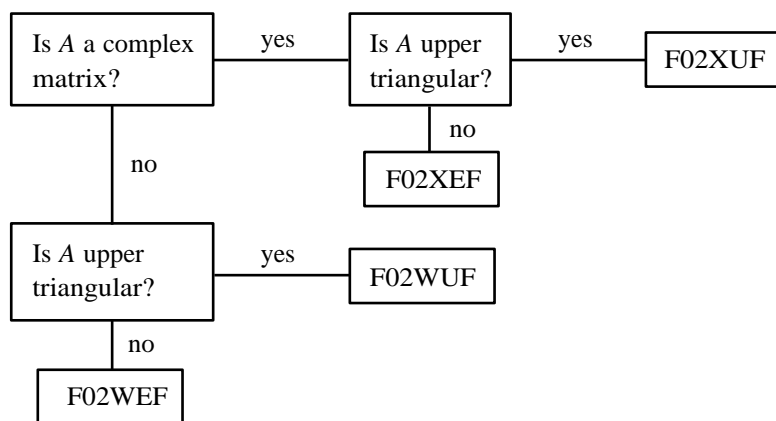 Is A a complex
matrix?
yes
Is A upper
triangular?
yes
F02XUF
no
F02XEF
no
Is A upper
triangular?
yes
F02WUF
no
F02WEF